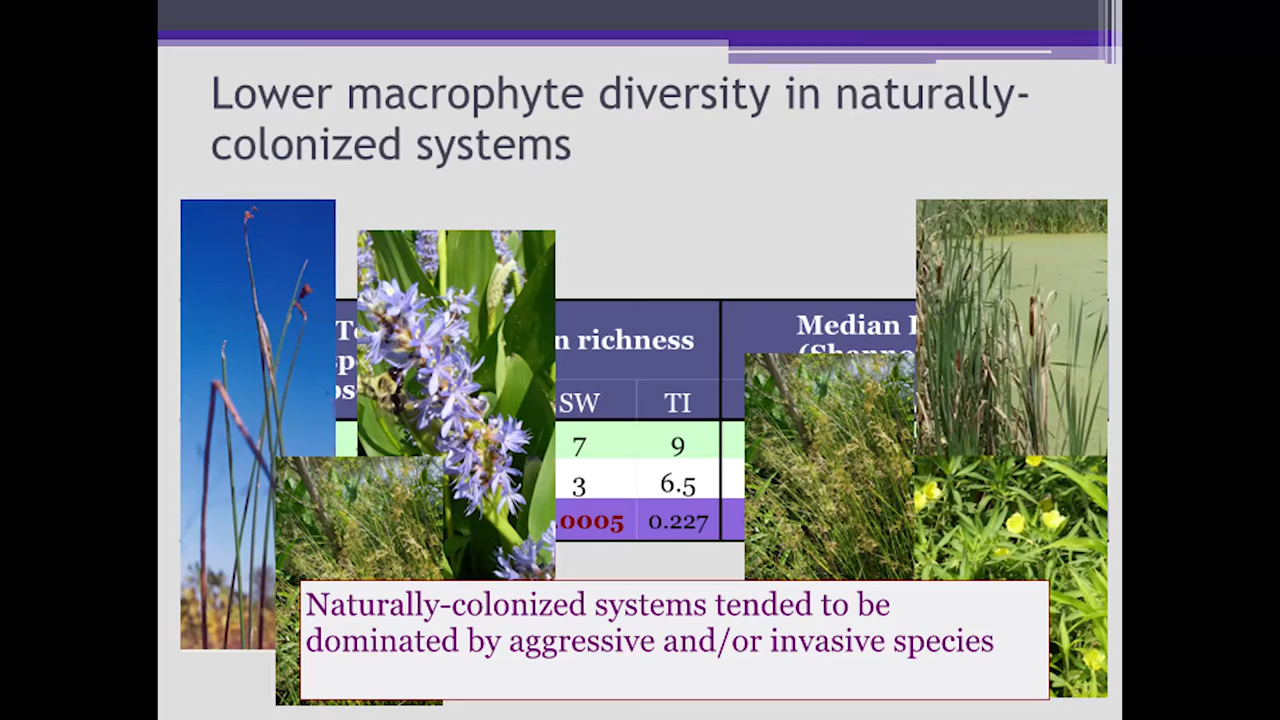 Lower macrophyte diversity in naturally-
colonized systems
richness
Median
SW TI
7 9
3 6.5
0005 0.227
Naturally-colonized systems tended to be
dominated by aggressive and/or invasive species